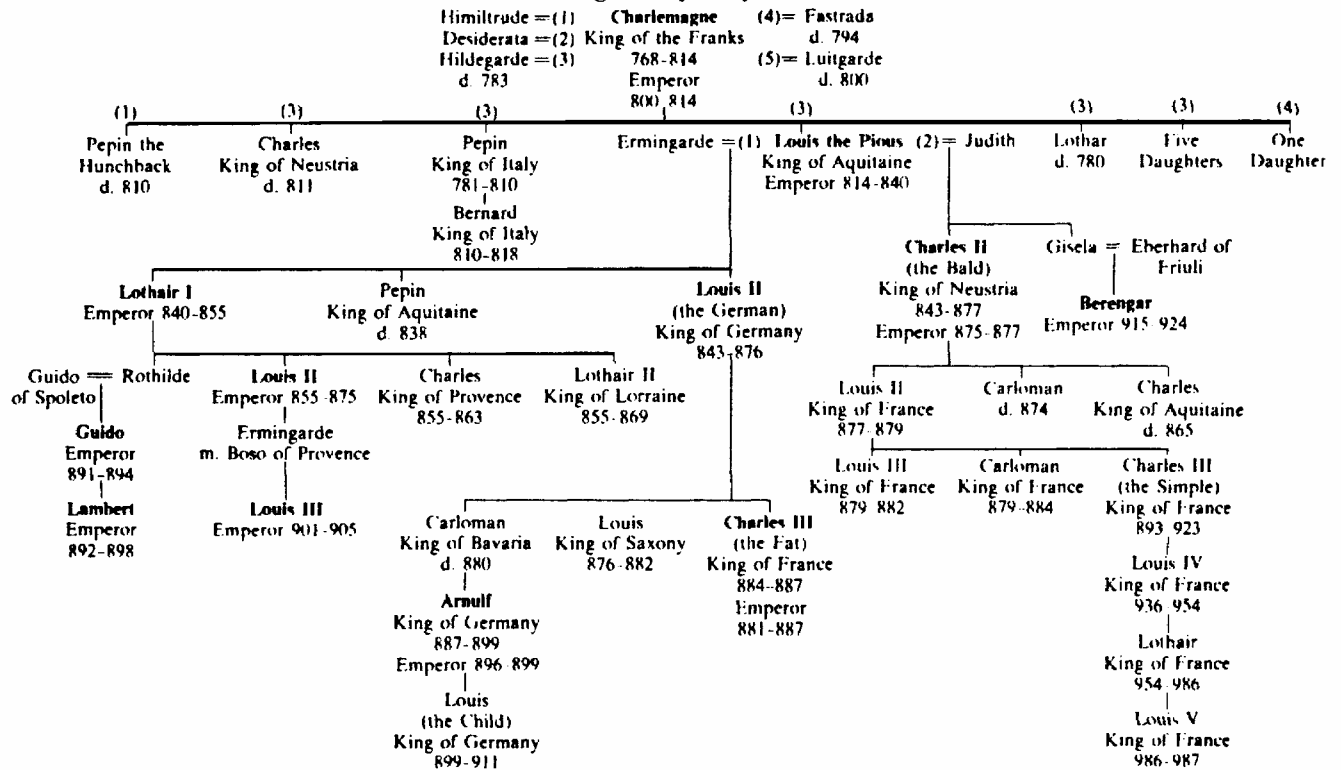 Himiltrude =(1) Charlemagne (4)= Fastrada
Desiderata =(2) King of the Franks d. 794
Hildegarde =(3) 768-814 (5)= Luitgarde
d. 783 Emperor d. 800
800-814
(1) (3) (3) (3) (3) (3) (4)
Pepin the Charles Pepin Ermingarde =(1) Louis the Pious (2)= Judith Lothar Five One
Hunchback King of Neustria King of Italy King of Aquitaine d. 780 Daughters Daughter
d. 810 d. 811 781-810 Emperor 814-840
Bernard
King of Italy
810-818
Charles II Gisela = Eberhard of
(the Bald) Friuli
King of Neustria
843-877
Emperor 875-877
Berengar
Emperor 915-924
Lothair I Pepin Louis II
Emperor 840-855 King of Aquitaine (the German)
d. 838 King of Germany
843-876
Guido = Rothilde Louis II Charles Lothair II
of Spoleto Emperor 855-875 King of Provence King of Lorraine
855-863 855-869
Louis II Carloman Charles
King of France d. 874 King of Aquitaine
877-879 d. 865
Guido Ermingarde
Emperor m. Boso of Provence
891-894
Louis III Carloman Charles III
King of France King of France (the Simple)
879-882 879-884 King of France
893-923
Lambert Louis III
Emperor Emperor 901-905
892-898
Carloman Louis Charles III
King of Bavaria King of Saxony (the Fat)
d. 880 876-882 King of France
884-887
Emperor
881-887
Louis IV
King of France
936-954
Arnulf
King of Germany
887-899
Emperor 896-899
Lothair
King of France
954-986
Louis
(the Child)
King of Germany
899-911
Louis V
King of France
986-987